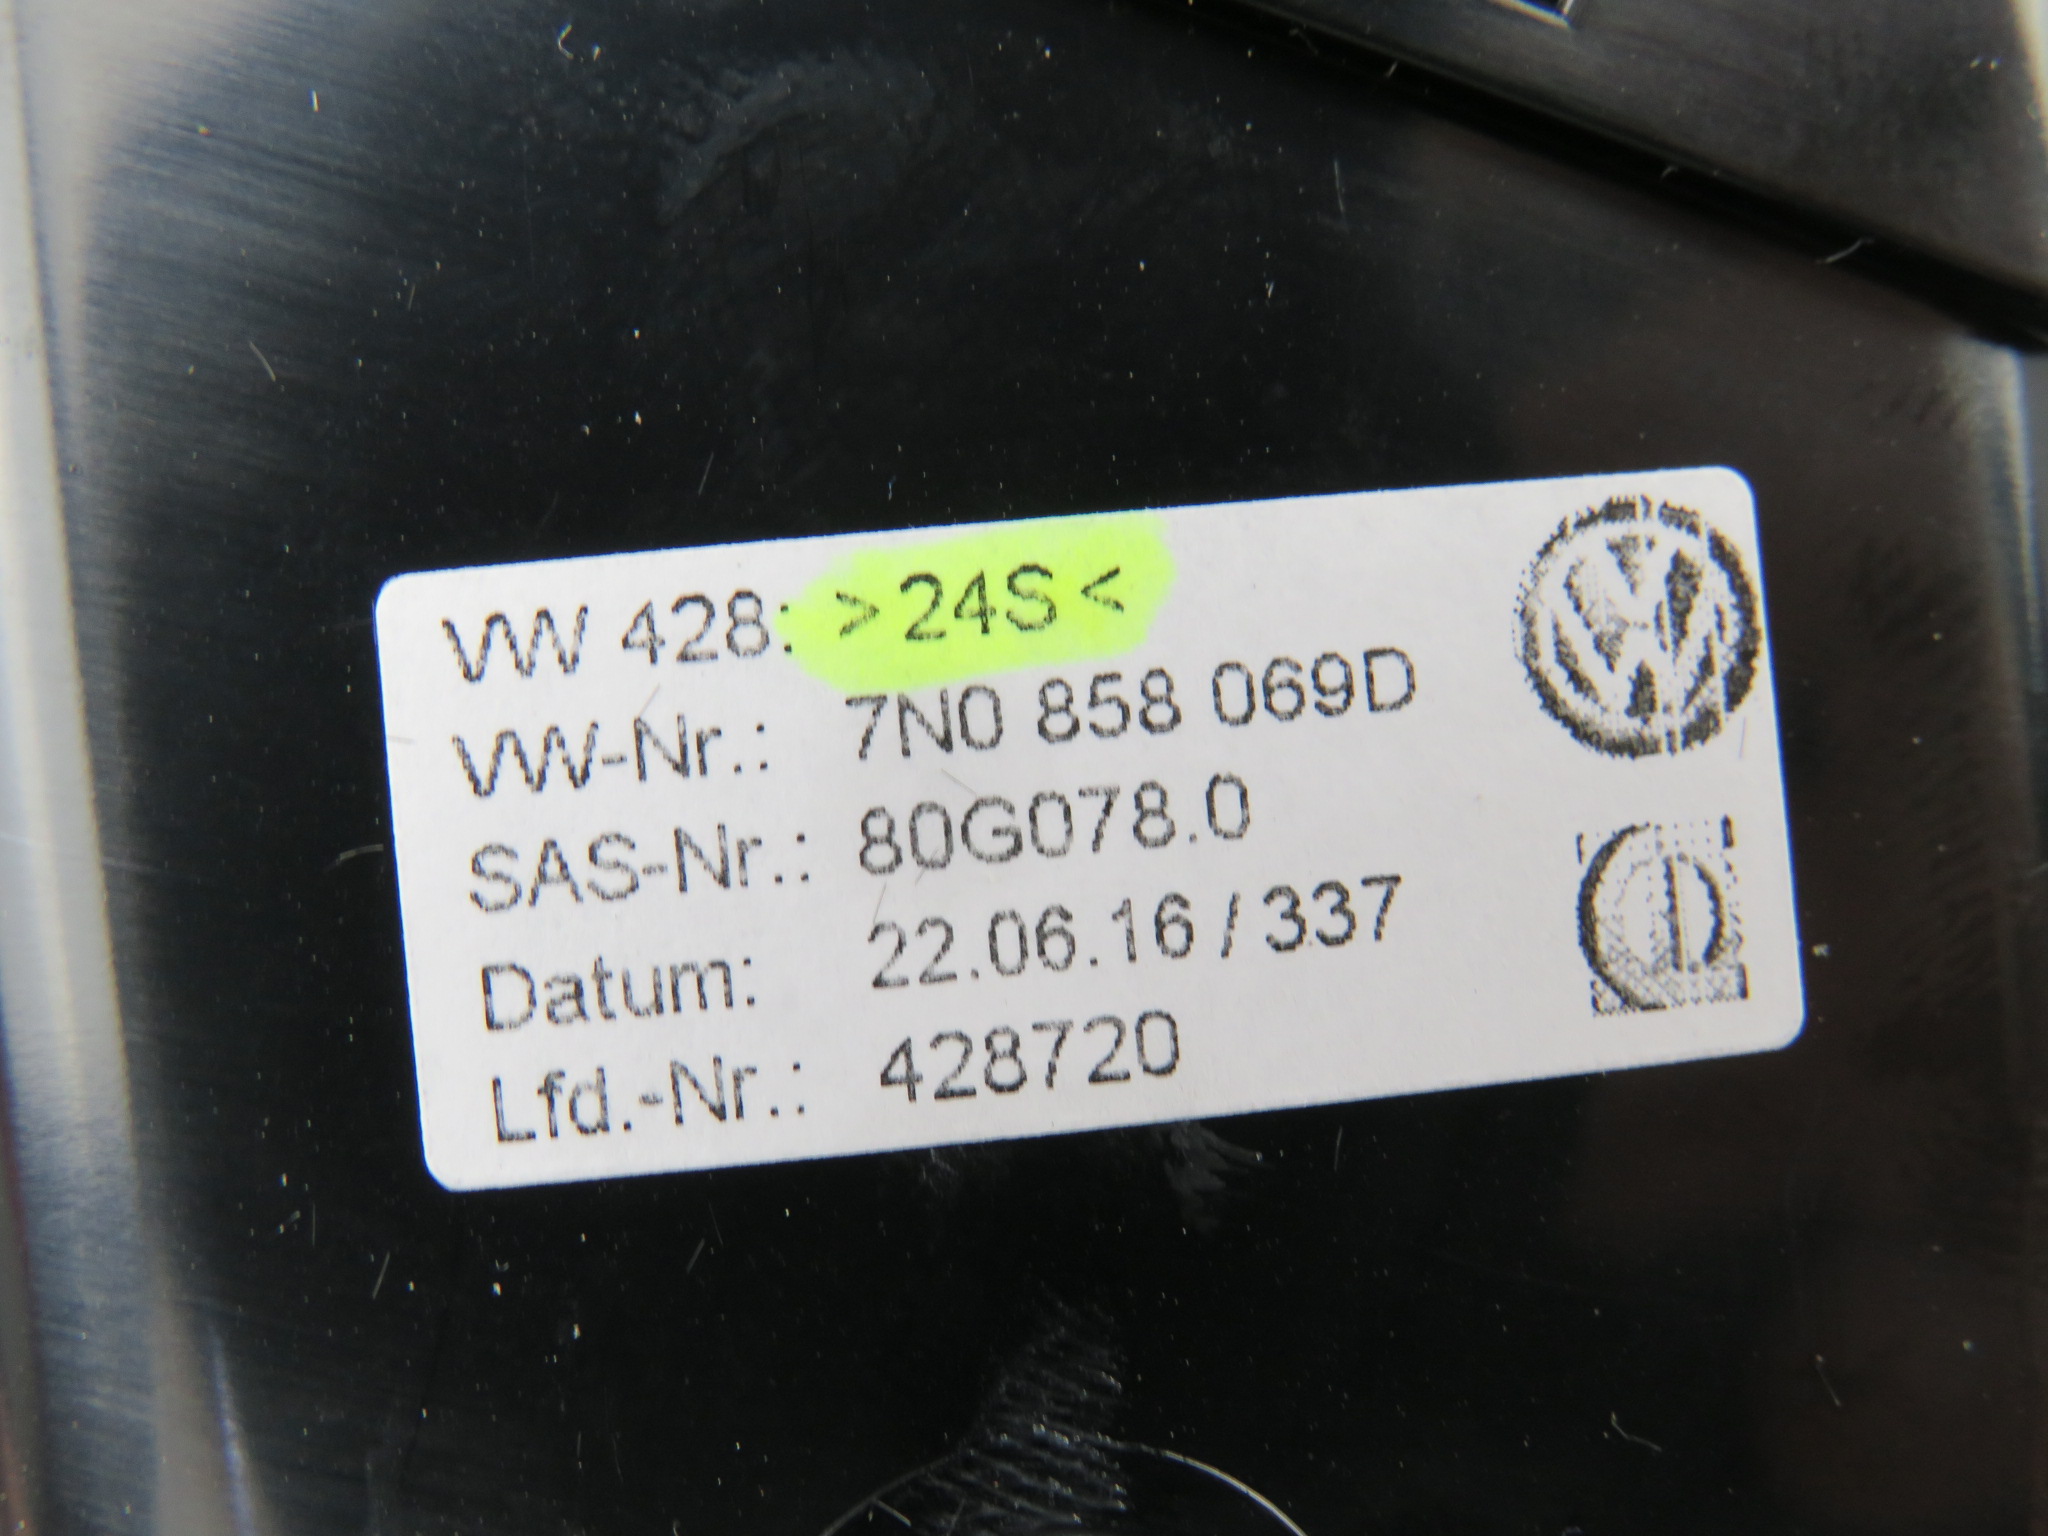 VW 428: >24S<
VW-Nr.: 7N0 858 069D
SAS-Nr.: 80G078.0
Datum: 22.06.16 / 337
Lfd.-Nr.: 428720